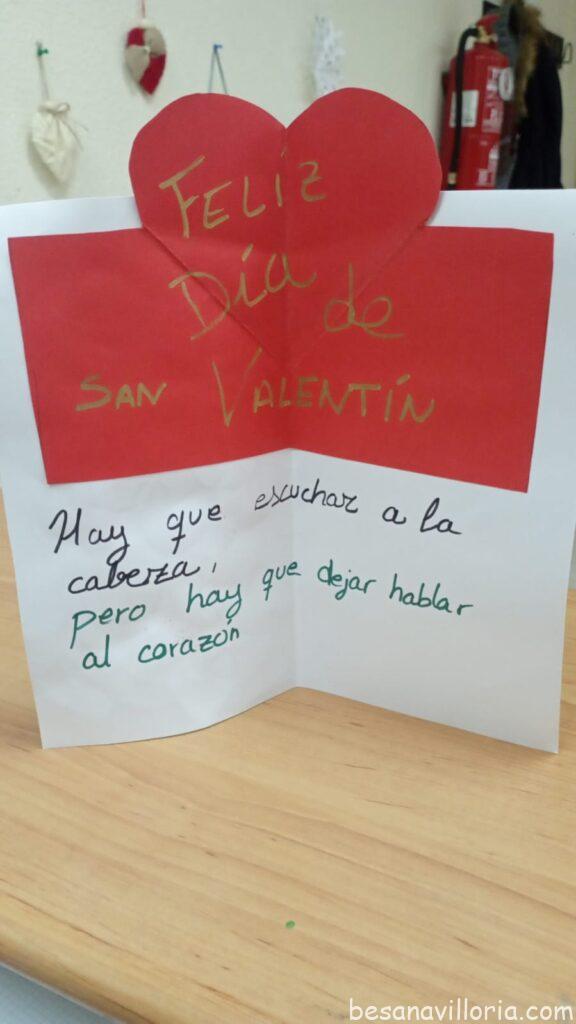 FELIZ
Día de
SAN VALENTÍN
Hay que escuchar a la
cabeza,
pero hay que dejar hablar
al corazón
besanavilloria.com